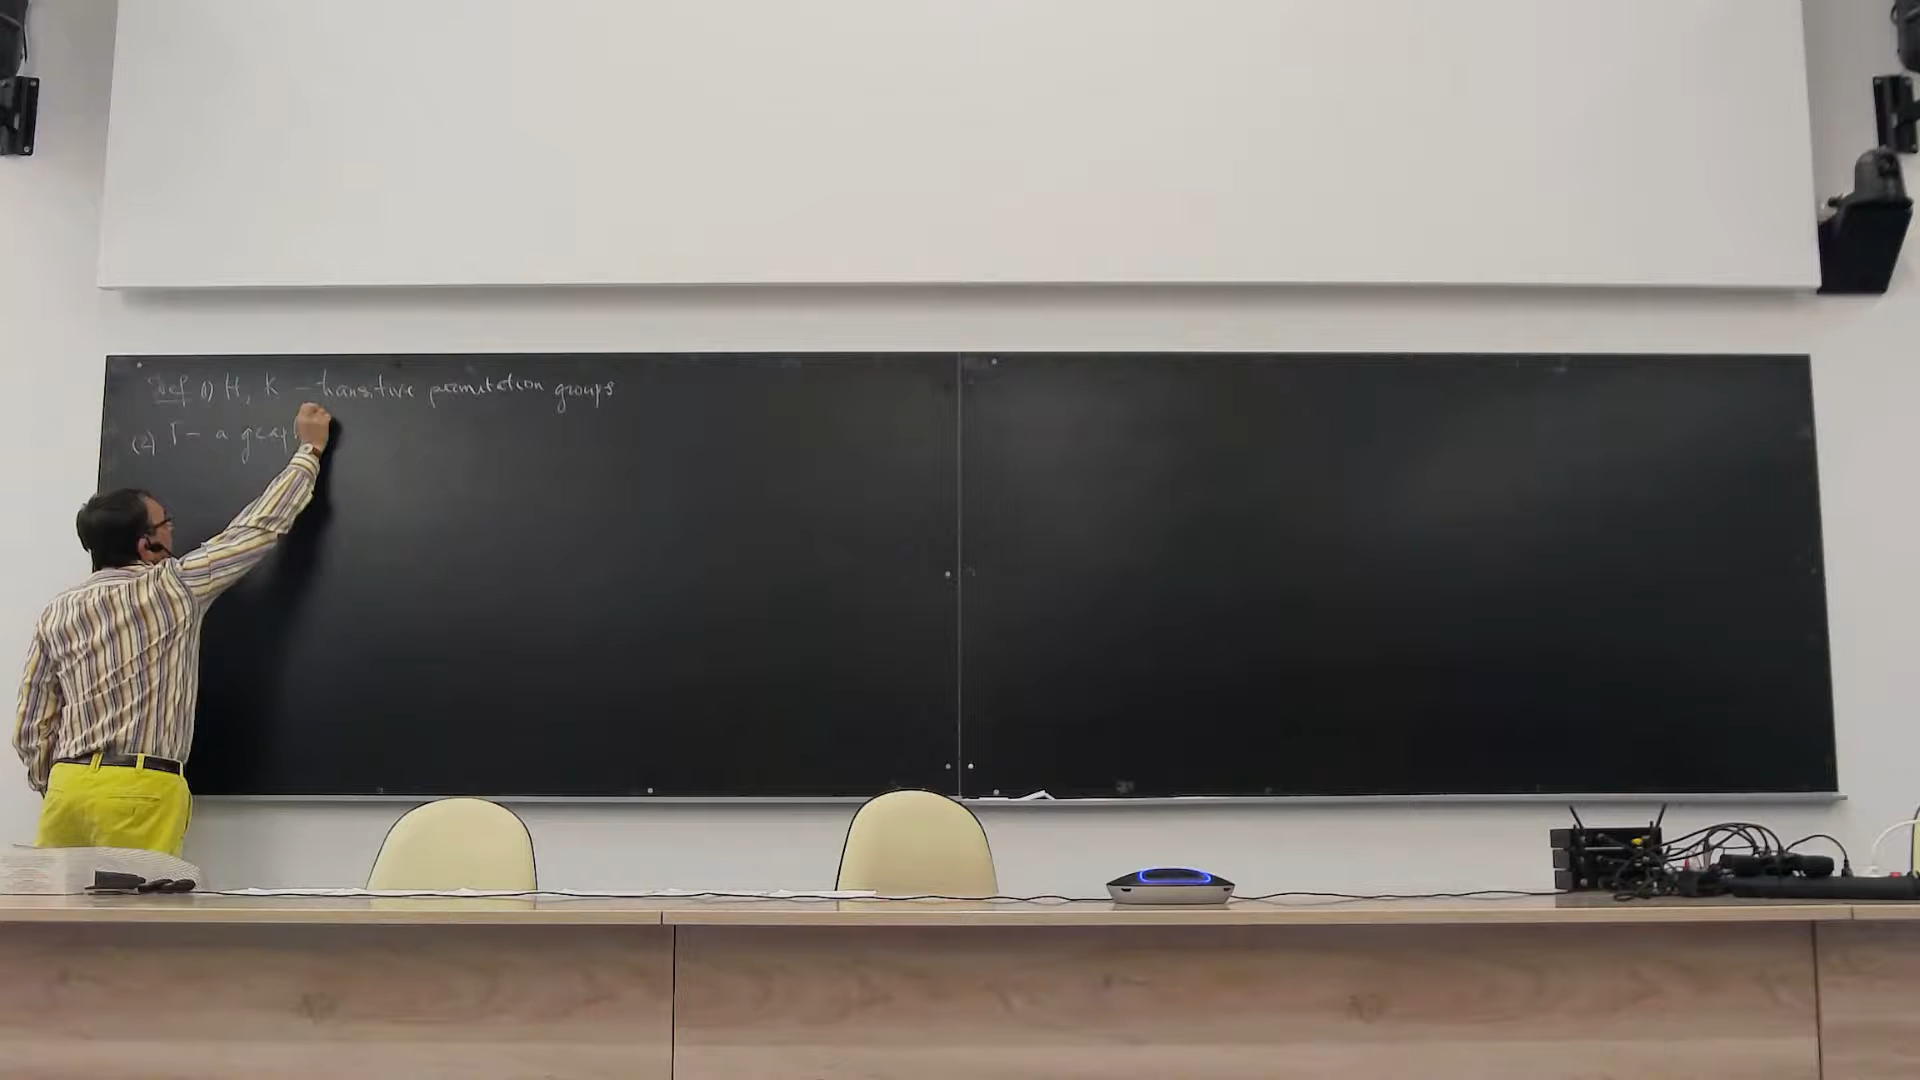 Def 1) H, K – transitive permutation groups
(2) Γ – a graph